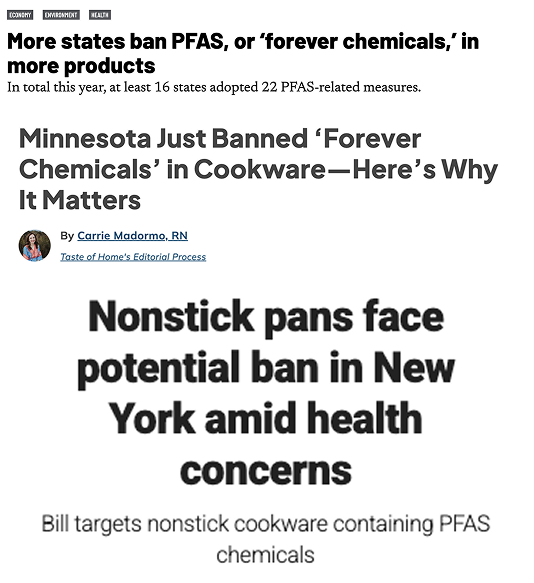 ECONOMY ENVIRONMENT HEALTH
More states ban PFAS, or ‘forever chemicals,’ in
more products
In total this year, at least 16 states adopted 22 PFAS-related measures.
Minnesota Just Banned ‘Forever
Chemicals’ in Cookware—Here’s Why
It Matters
By Carrie Madormo, RN
Taste of Home's Editorial Process
Nonstick pans face
potential ban in New
York amid health
concerns
Bill targets nonstick cookware containing PFAS
chemicals